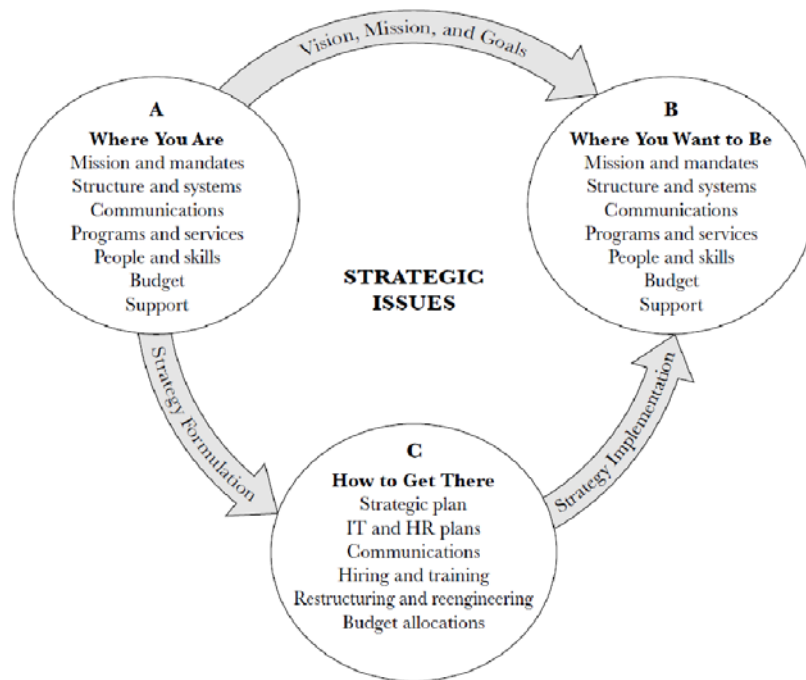 Vision, Mission, and Goals
A
Where You Are
Mission and mandates
Structure and systems
Communications
Programs and services
People and skills
Budget
Support
B
Where You Want to Be
Mission and mandates
Structure and systems
Communications
Programs and services
People and skills
Budget
Support
STRATEGIC
ISSUES
Strategy Formulation
Strategy Implementation
C
How to Get There
Strategic plan
IT and HR plans
Communications
Hiring and training
Restructuring and reengineering
Budget allocations